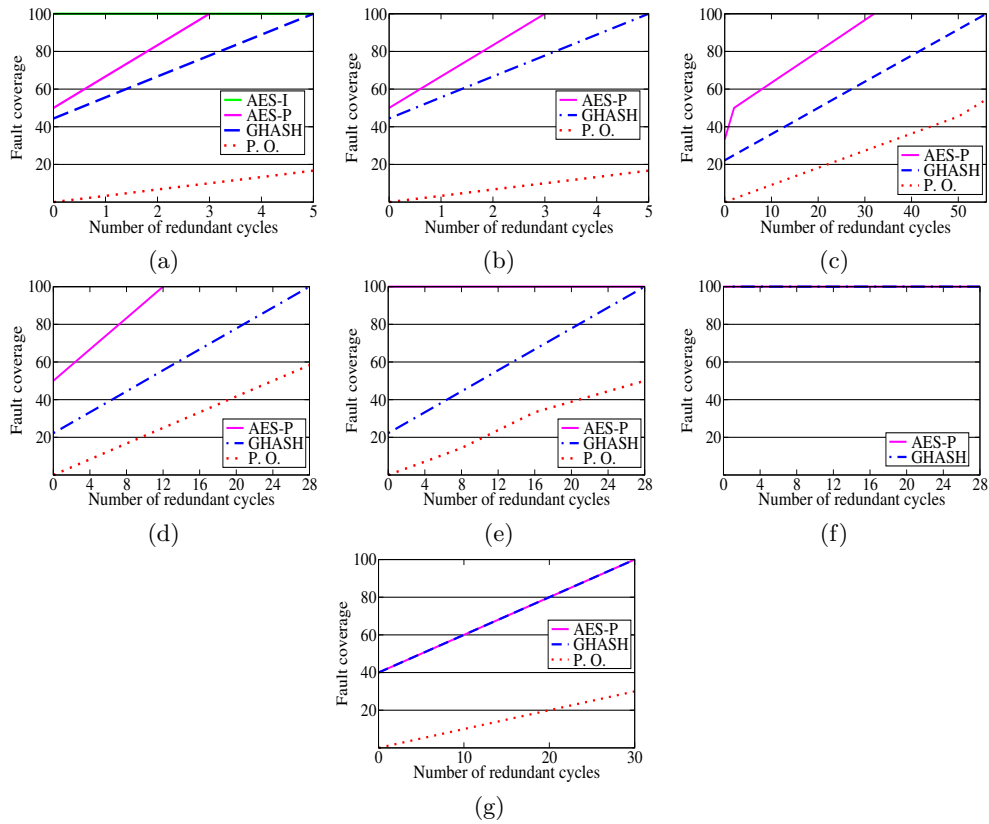 100
80
60
40
20
Fault coverage
AES-I
AES-P
GHASH
P. O.
0 1 2 3 4 5
Number of redundant cycles
(a)
100
80
60
40
20
Fault coverage
AES-P
GHASH
P. O.
0 1 2 3 4 5
Number of redundant cycles
(b)
100
80
60
40
20
Fault coverage
AES-P
GHASH
P. O.
0 10 20 30 40 50
Number of redundant cycles
(c)
100
80
60
40
20
Fault coverage
AES-P
GHASH
P. O.
0 4 8 12 16 20 24 28
Number of redundant cycles
(d)
100
80
60
40
20
Fault coverage
AES-P
GHASH
P. O.
0 4 8 12 16 20 24 28
Number of redundant cycles
(e)
100
80
60
40
20
Fault coverage
AES-P
GHASH
0 4 8 12 16 20 24 28
Number of redundant cycles
(f)
100
80
60
40
20
Fault coverage
AES-P
GHASH
P. O.
0 10 20 30
Number of redundant cycles
(g)